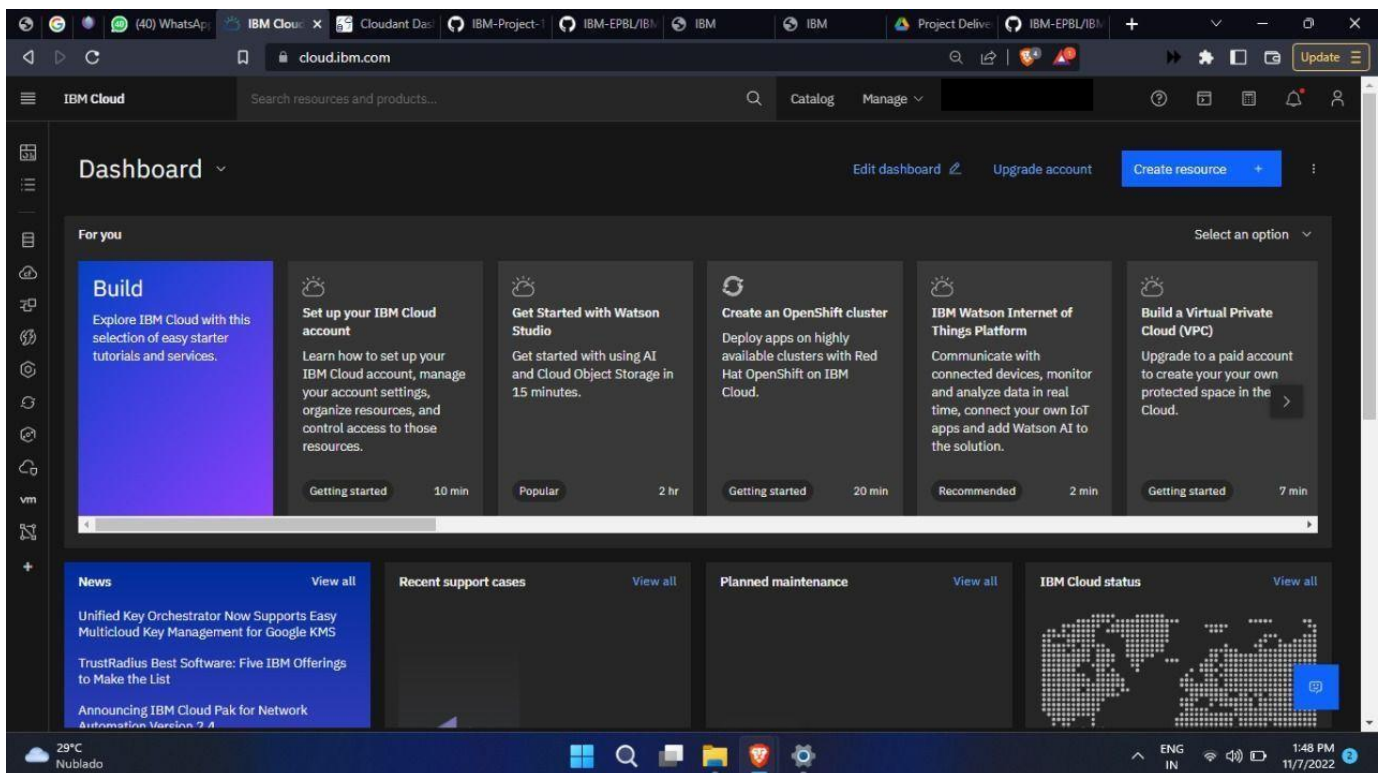 (40) WhatsAp
IBM Clou
Cloudant Das
IBM-Project-1
IBM-EPBL/IBM
IBM
IBM
Project Delive
IBM-EPBL/IBM
cloud.ibm.com
Update
IBM Cloud
Search resources and products...
Catalog
Manage
Dashboard
Edit dashboard
Upgrade account
Create resource +
For you
Select an option
Build
Explore IBM Cloud with this
selection of easy starter
tutorials and services.
Set up your IBM Cloud
account
Learn how to set up your
IBM Cloud account, manage
your account settings,
organize resources, and
control access to those
resources.
Getting started 10 min
Get Started with Watson
Studio
Get started with using AI
and Cloud Object Storage in
15 minutes.
Popular 2 hr
Create an OpenShift cluster
Deploy apps on highly
available clusters with Red
Hat OpenShift on IBM
Cloud.
Getting started 20 min
IBM Watson Internet of
Things Platform
Communicate with
connected devices, monitor
and analyze data in real
time, connect your own IoT
apps and add Watson AI to
the solution.
Recommended 2 min
Build a Virtual Private
Cloud (VPC)
Upgrade to a paid account
to create your your own
protected space in the
Cloud.
Getting started 7 min
vm
News View all
Unified Key Orchestrator Now Supports Easy
Multicloud Key Management for Google KMS
TrustRadius Best Software: Five IBM Offerings
to Make the List
Announcing IBM Cloud Pak for Network
Automation Version 2.4
Recent support cases View all
Planned maintenance View all
IBM Cloud status View all
29°C
Nublado
ENG
IN
1:48 PM
11/7/2022
2